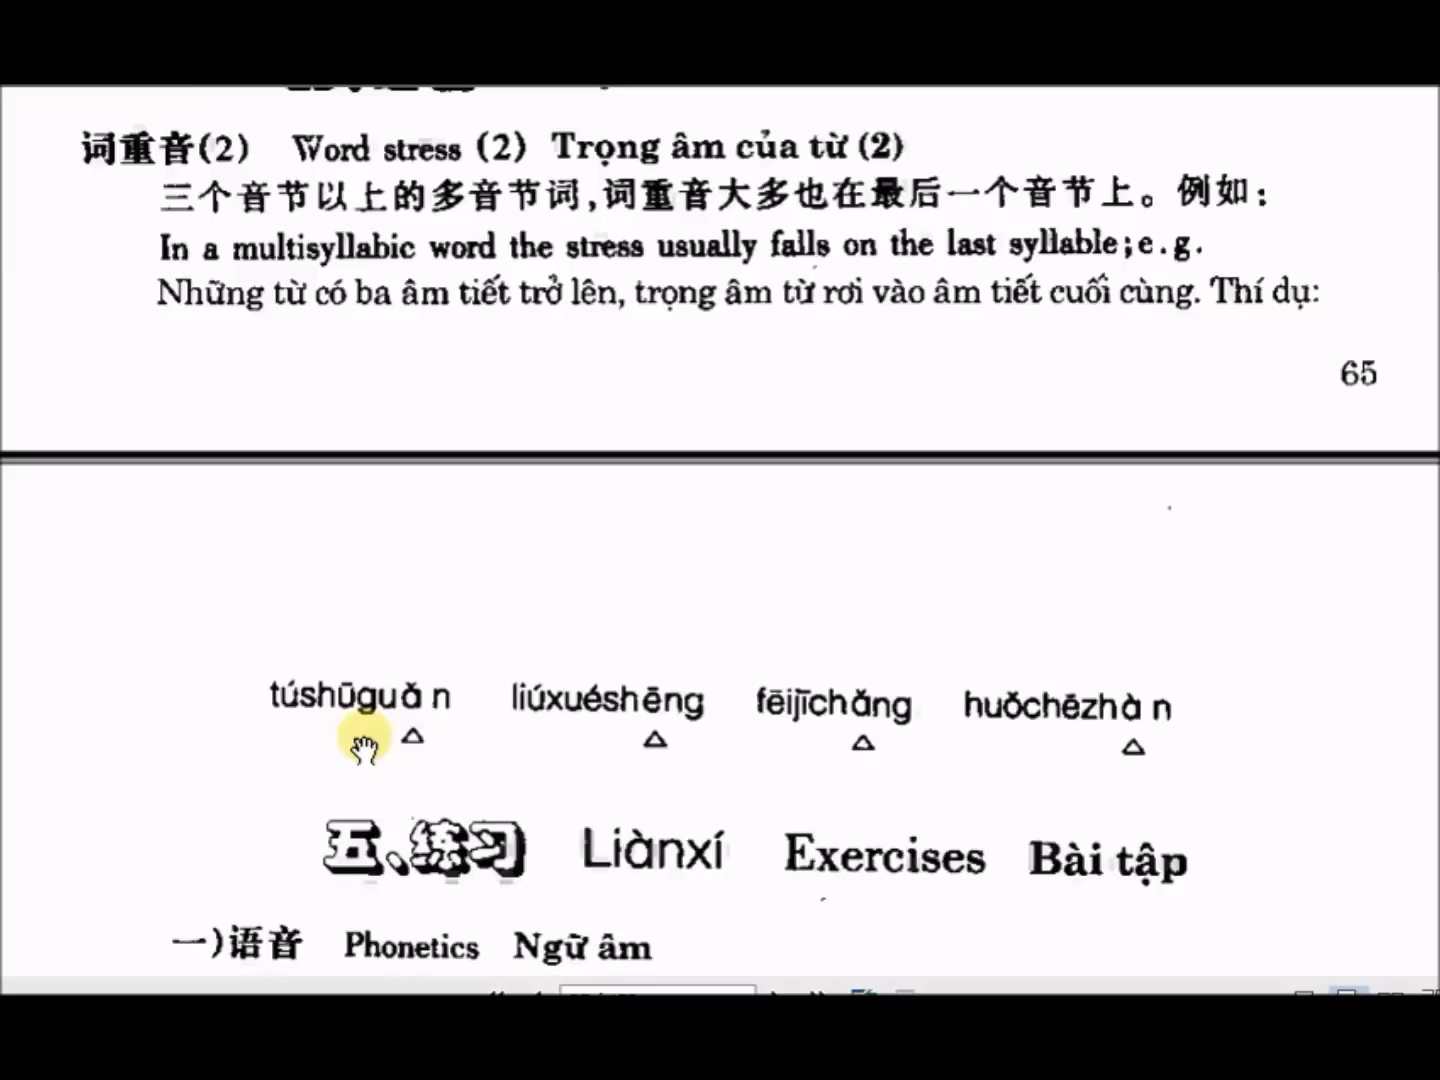 词重音(2) Word stress (2) Trọng âm của từ (2)
三个音节以上的多音节词,词重音大多也在最后一个音节上。例如:
In a multisyllabic word the stress usually falls on the last syllable; e.g.
Những từ có ba âm tiết trở lên, trọng âm từ rơi vào âm tiết cuối cùng. Thí dụ:
65
túshūguǎn liúxuéshēng fēijīchǎng huǒchēzhàn
△ △ △ △
五、练习 Liànxí Exercises Bài tập
一)语音 Phonetics Ngữ âm